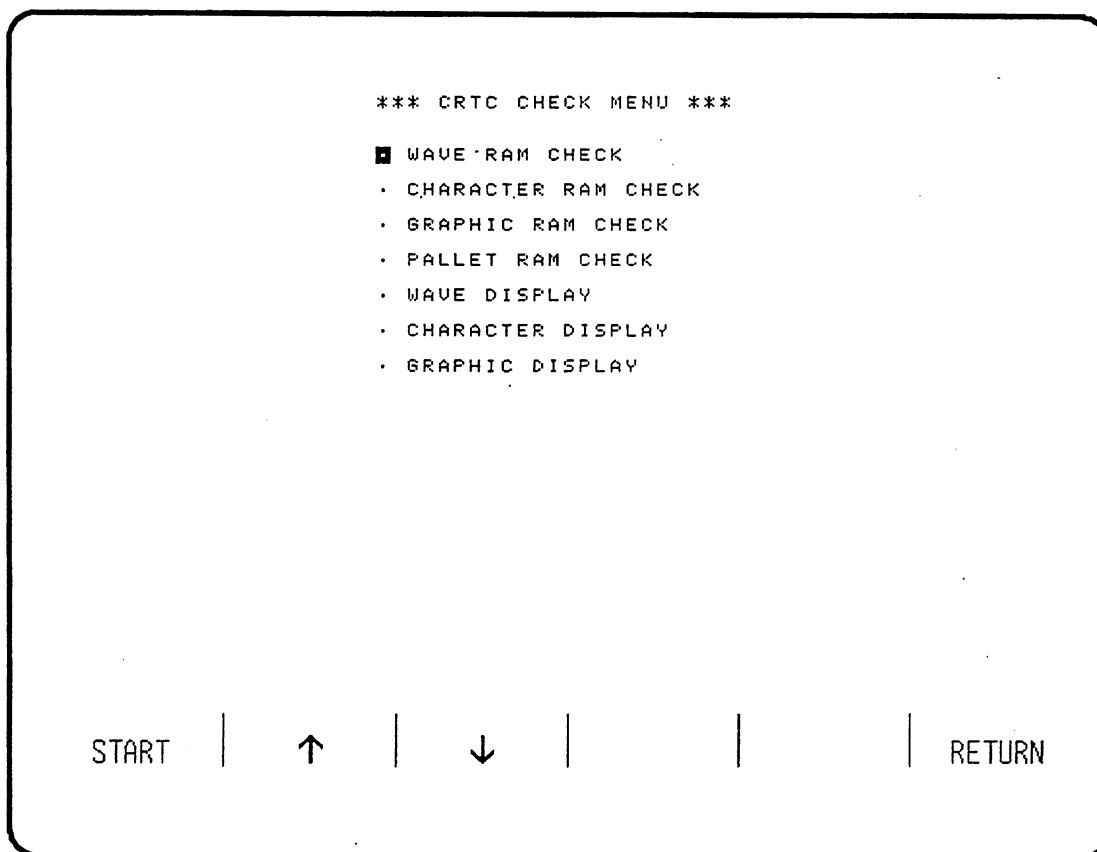 *** CRTC CHECK MENU ***
WAVE RAM CHECK
· CHARACTER RAM CHECK
· GRAPHIC RAM CHECK
· PALLET RAM CHECK
· WAVE DISPLAY
· CHARACTER DISPLAY
· GRAPHIC DISPLAY
START | ↑ | ↓ | | | RETURN